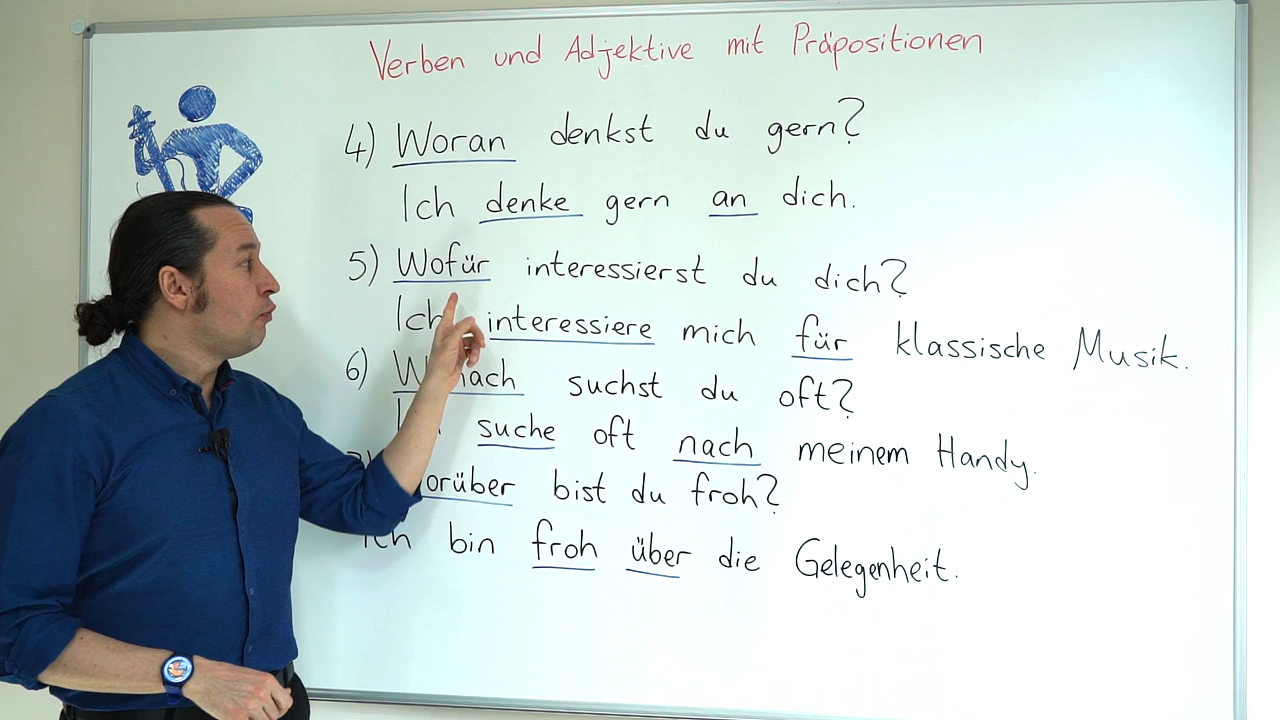 Verben und Adjektive mit Präpositionen
4) Woran denkst du gern?
Ich denke gern an dich.
5) Wofür interessierst du dich?
Ich interessiere mich für klassische Musik.
6) suchst du oft?
suche oft nach meinem Handy.
bist du froh?
Ich bin froh über die Gelegenheit.